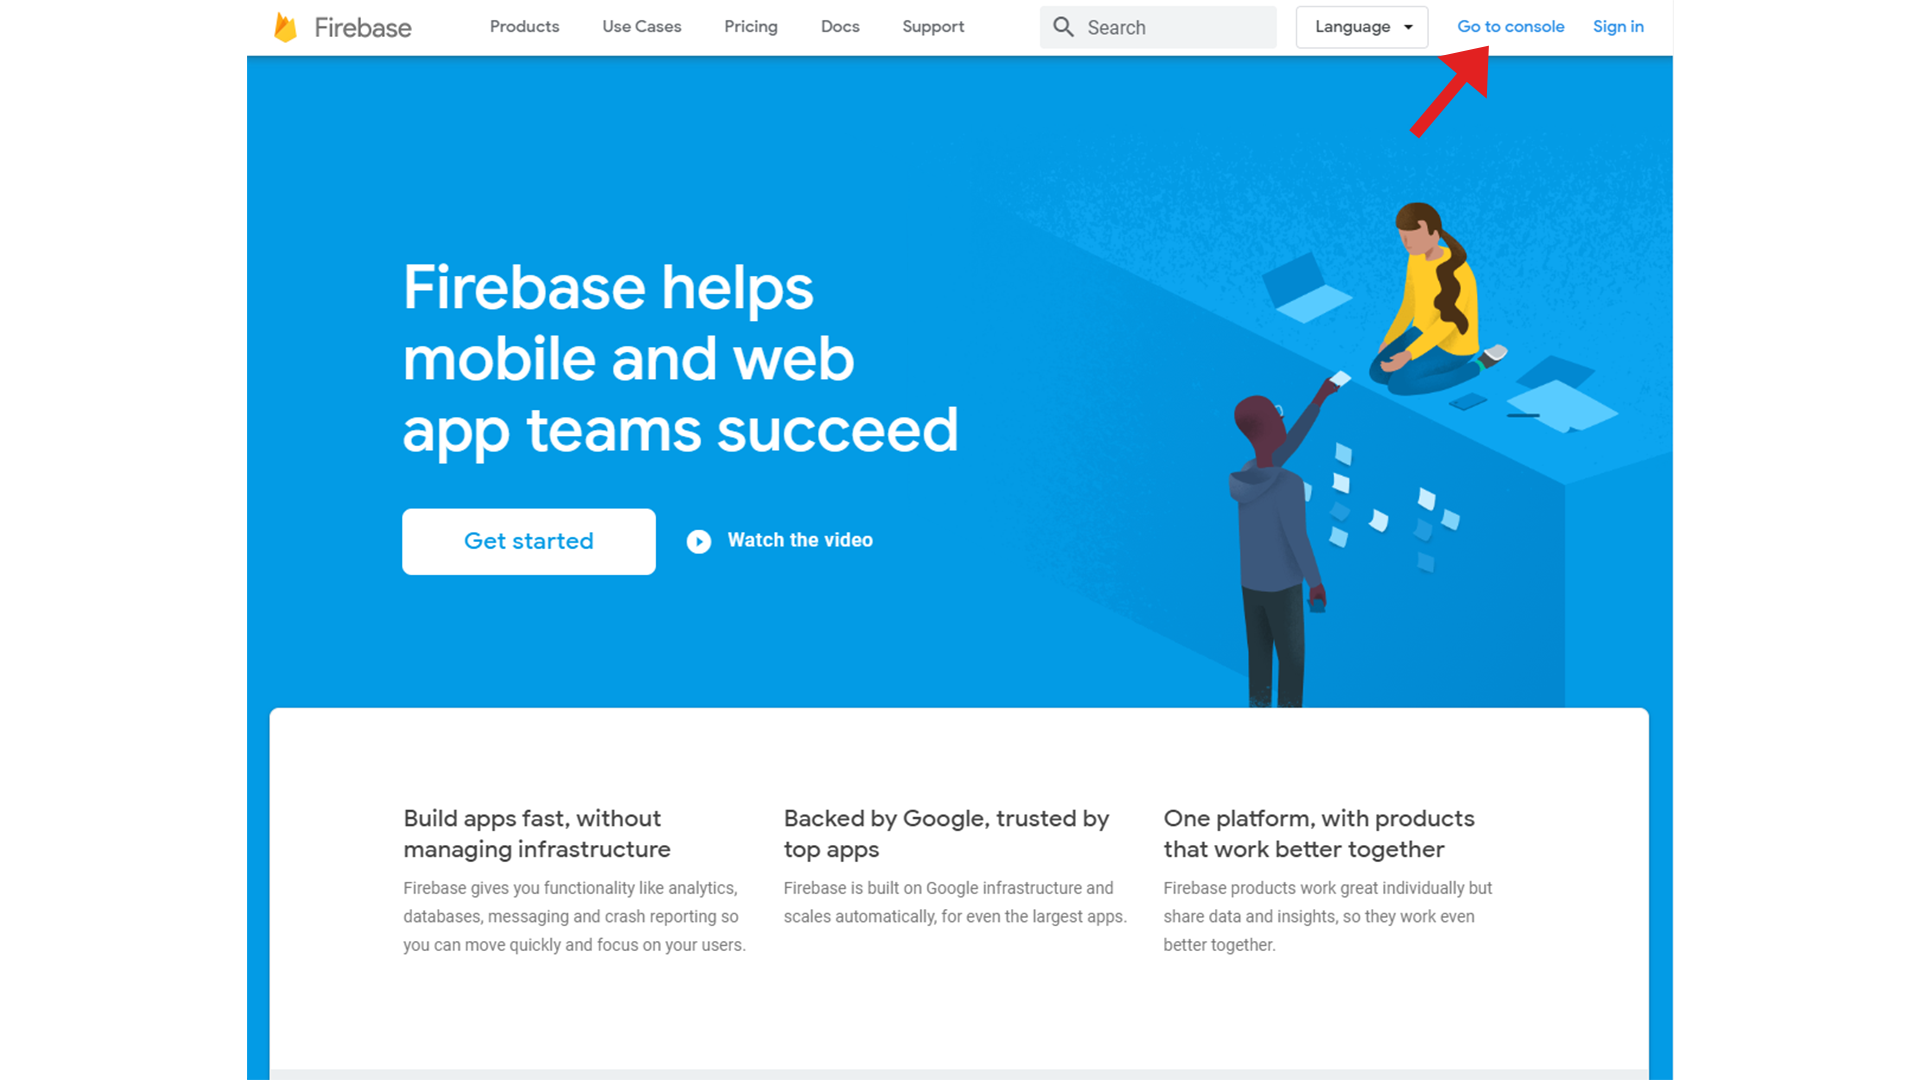 Firebase
Products
Use Cases
Pricing
Docs
Support
Search
Language
Go to console
Sign in
Firebase helps
mobile and web
app teams succeed
Get started
Watch the video
Build apps fast, without
managing infrastructure
Firebase gives you functionality like analytics,
databases, messaging and crash reporting so
you can move quickly and focus on your users.
Backed by Google, trusted by
top apps
Firebase is built on Google infrastructure and
scales automatically, for even the largest apps.
One platform, with products
that work better together
Firebase products work great individually but
share data and insights, so they work even
better together.